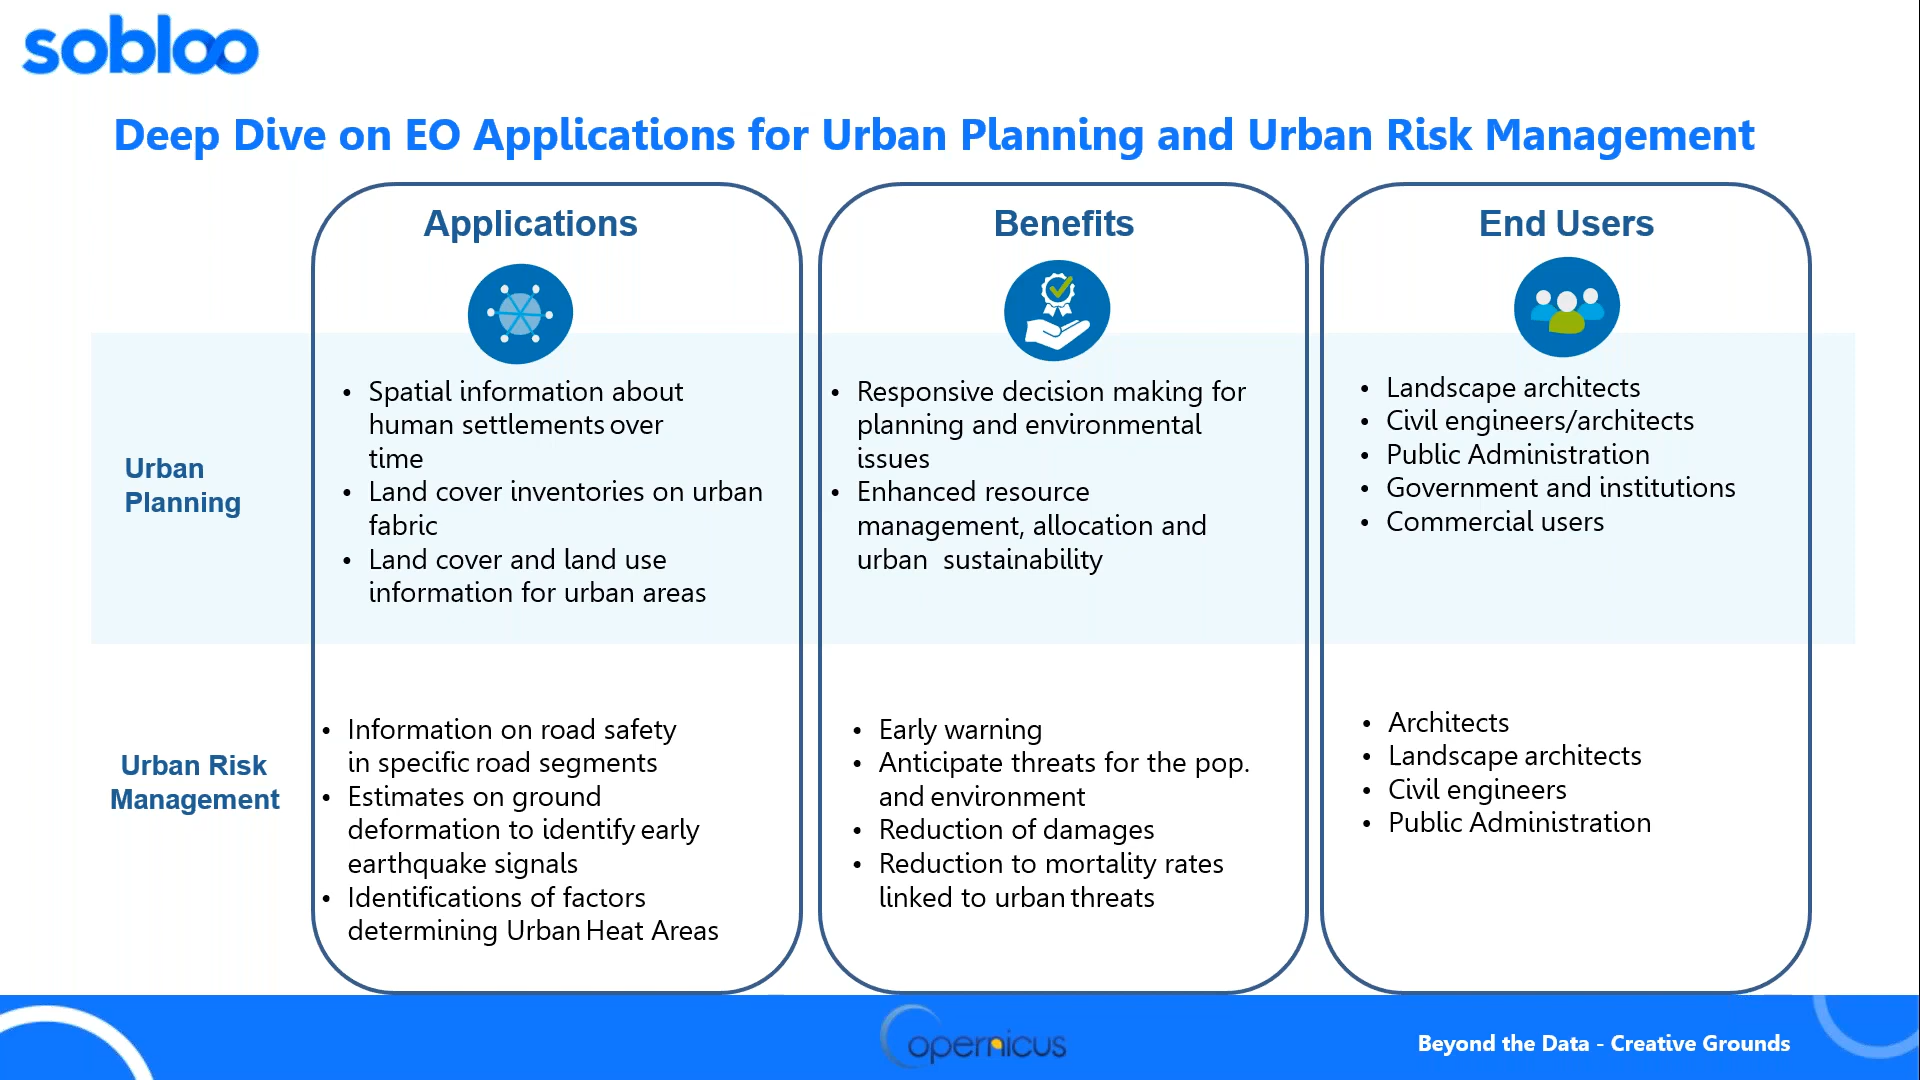 sobloo
Deep Dive on EO Applications for Urban Planning and Urban Risk Management
Applications
Benefits
End Users
Urban
Planning
• Spatial information about
human settlements over
time
• Land cover inventories on urban
fabric
• Land cover and land use
information for urban areas
• Responsive decision making for
planning and environmental
issues
• Enhanced resource
management, allocation and
urban sustainability
• Landscape architects
• Civil engineers/architects
• Public Administration
• Government and institutions
• Commercial users
Urban Risk
Management
• Information on road safety
in specific road segments
• Estimates on ground
deformation to identify early
earthquake signals
• Identifications of factors
determining Urban Heat Areas
• Early warning
• Anticipate threats for the pop.
and environment
• Reduction of damages
• Reduction to mortality rates
linked to urban threats
• Architects
• Landscape architects
• Civil engineers
• Public Administration
Copernicus
Beyond the Data - Creative Grounds